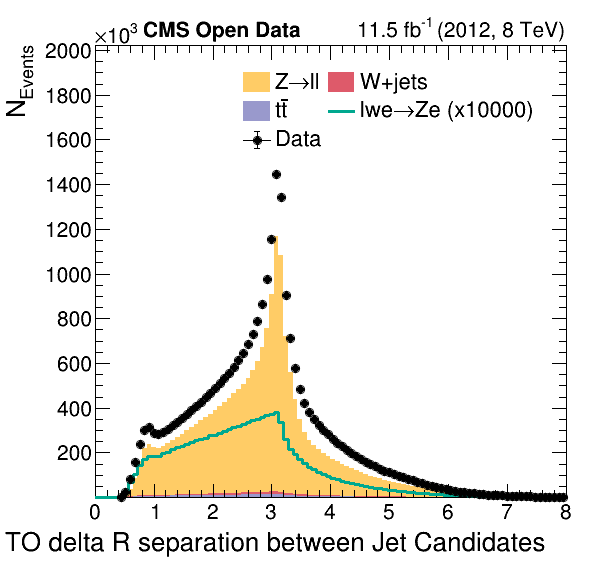 ×10³ CMS Open Data 11.5 fb⁻¹ (2012, 8 TeV)
N_Events
2000
1800
1600
1400
1200
1000
800
600
400
200
Z→ll W+jets
tt̄ lwe→Ze (x10000)
Data
0 1 2 3 4 5 6 7 8
TO delta R separation between Jet Candidates